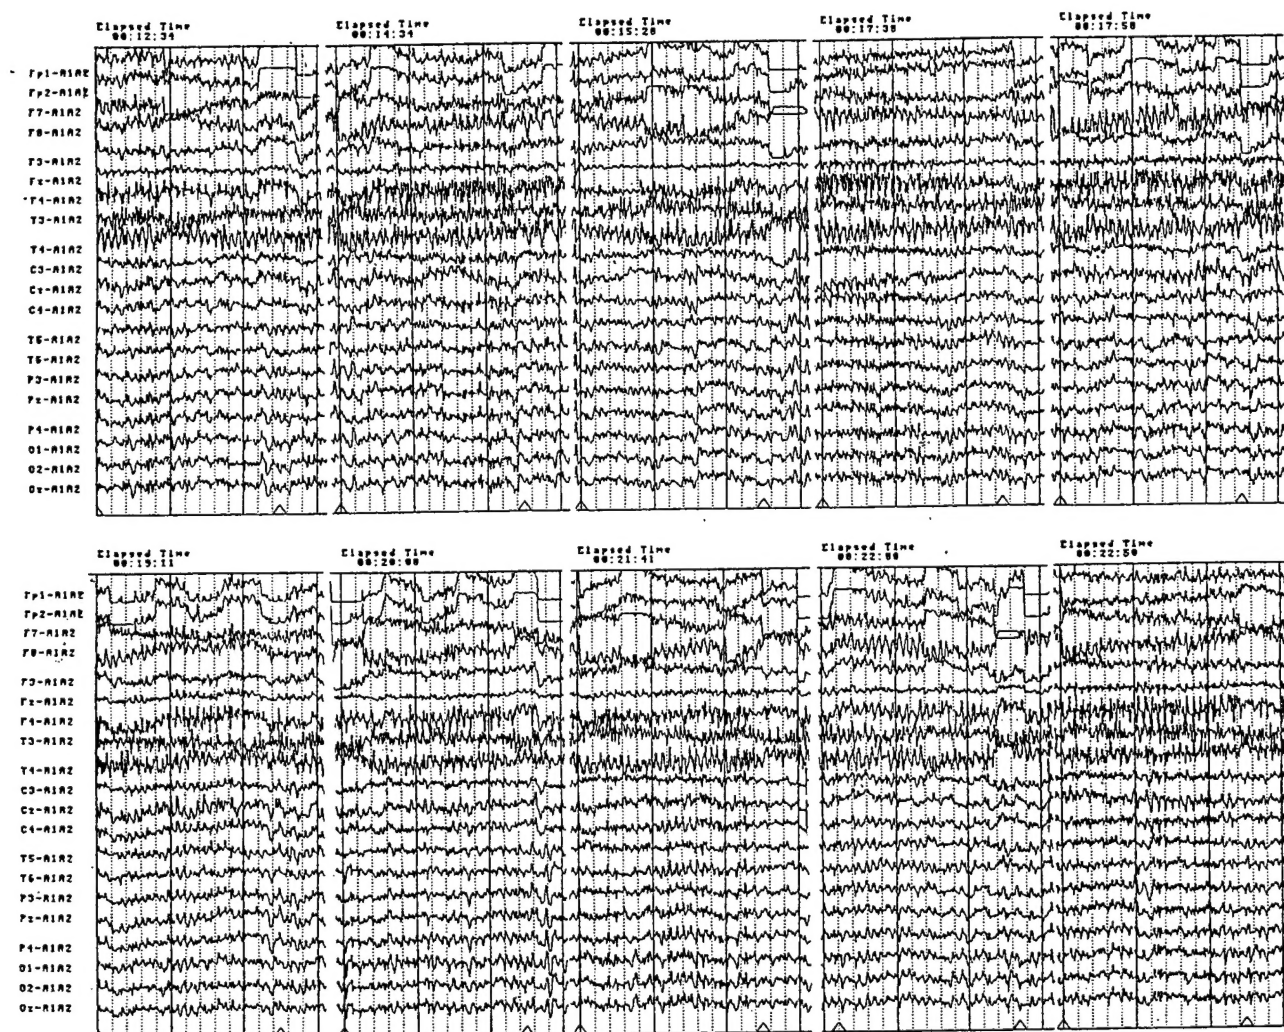 Elapsed Time
00:12:34
Elapsed Time
00:14:34
Elapsed Time
00:15:28
Elapsed Time
00:17:38
Elapsed Time
00:17:58
Fp1-A1A2
Fp2-A1A2
F7-A1A2
F8-A1A2
F3-A1A2
Fz-A1A2
F4-A1A2
T3-A1A2
T4-A1A2
C3-A1A2
Cz-A1A2
C4-A1A2
T5-A1A2
T6-A1A2
P3-A1A2
Pz-A1A2
P4-A1A2
O1-A1A2
O2-A1A2
Oz-A1A2
Elapsed Time
00:19:11
Elapsed Time
00:20:08
Elapsed Time
00:21:41
Elapsed Time
Elapsed Time
00:22:50
Fp1-A1A2
Fp2-A1A2
F7-A1A2
F8-A1A2
F3-A1A2
Fz-A1A2
F4-A1A2
T3-A1A2
T4-A1A2
C3-A1A2
Cz-A1A2
C4-A1A2
T5-A1A2
T6-A1A2
P3-A1A2
Pz-A1A2
P4-A1A2
O1-A1A2
O2-A1A2
Oz-A1A2